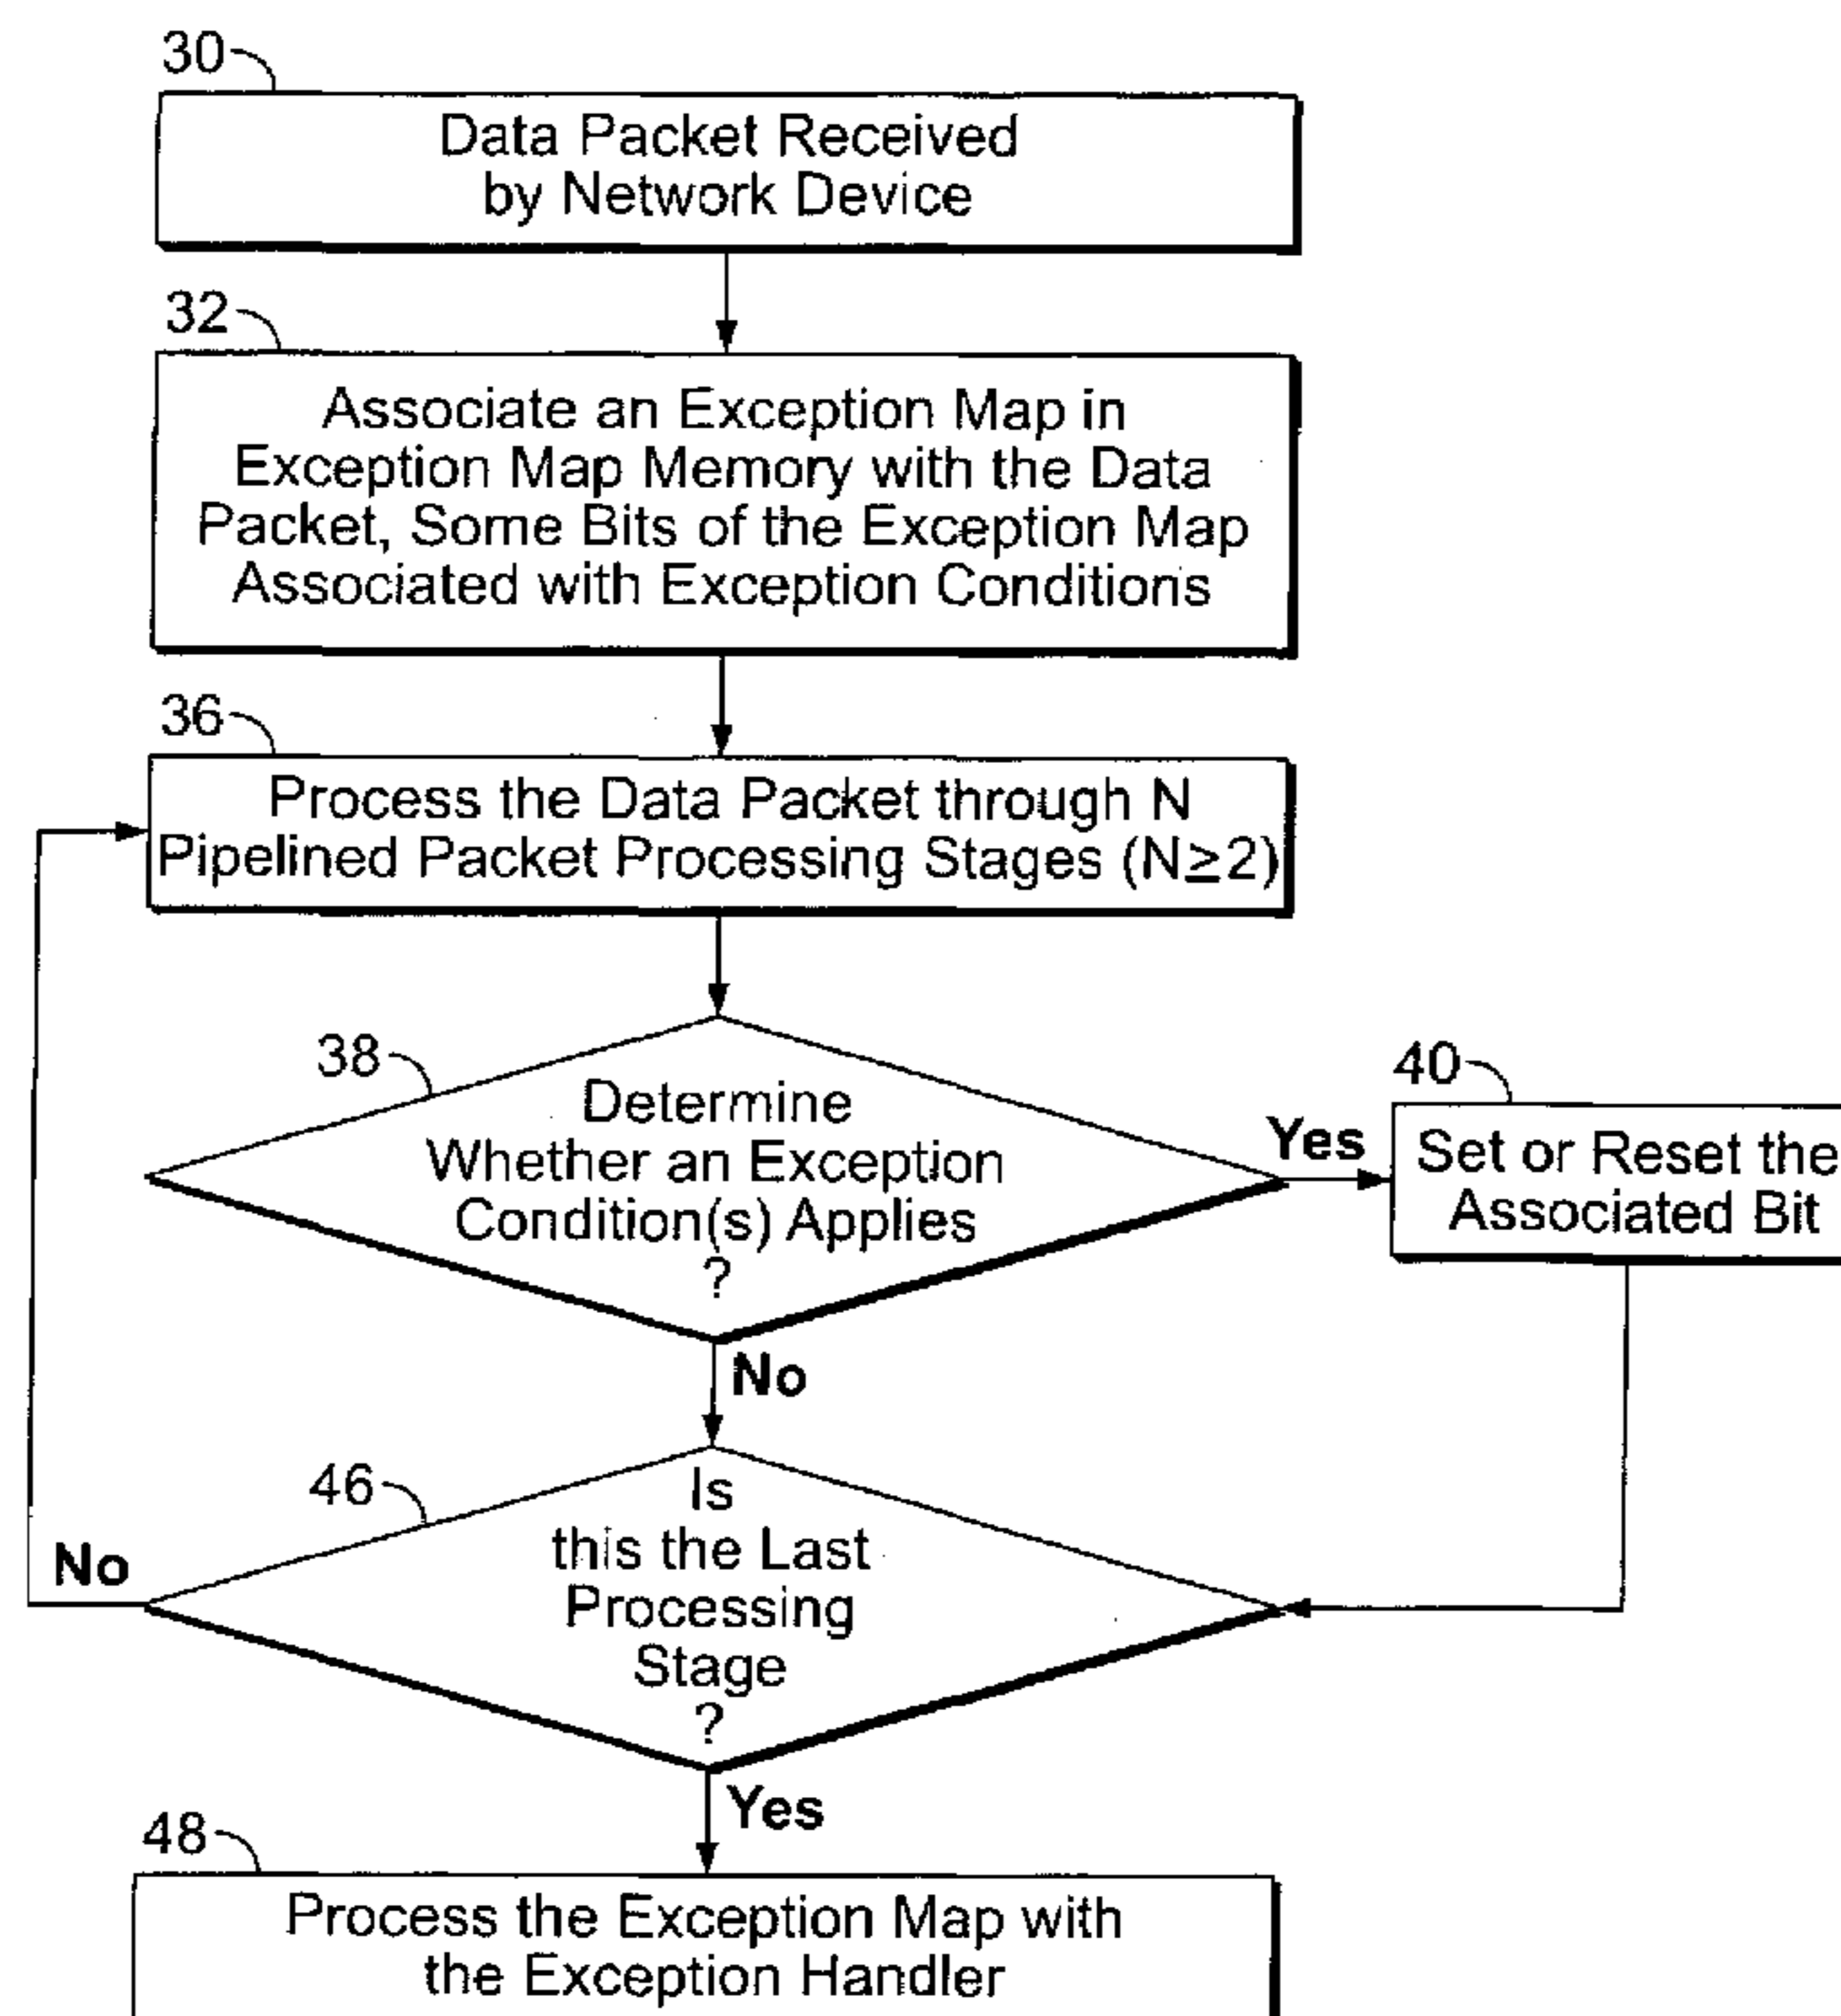 30
Data Packet Received
by Network Device
32
Associate an Exception Map in
Exception Map Memory with the Data
Packet, Some Bits of the Exception Map
Associated with Exception Conditions
36
Process the Data Packet through N
Pipelined Packet Processing Stages (N≥2)
38
Determine
Whether an Exception
Condition(s) Applies
?
Yes
40
Set or Reset the
Associated Bit
No
46
Is
this the Last
Processing
Stage
?
No
Yes
48
Process the Exception Map with
the Exception Handler